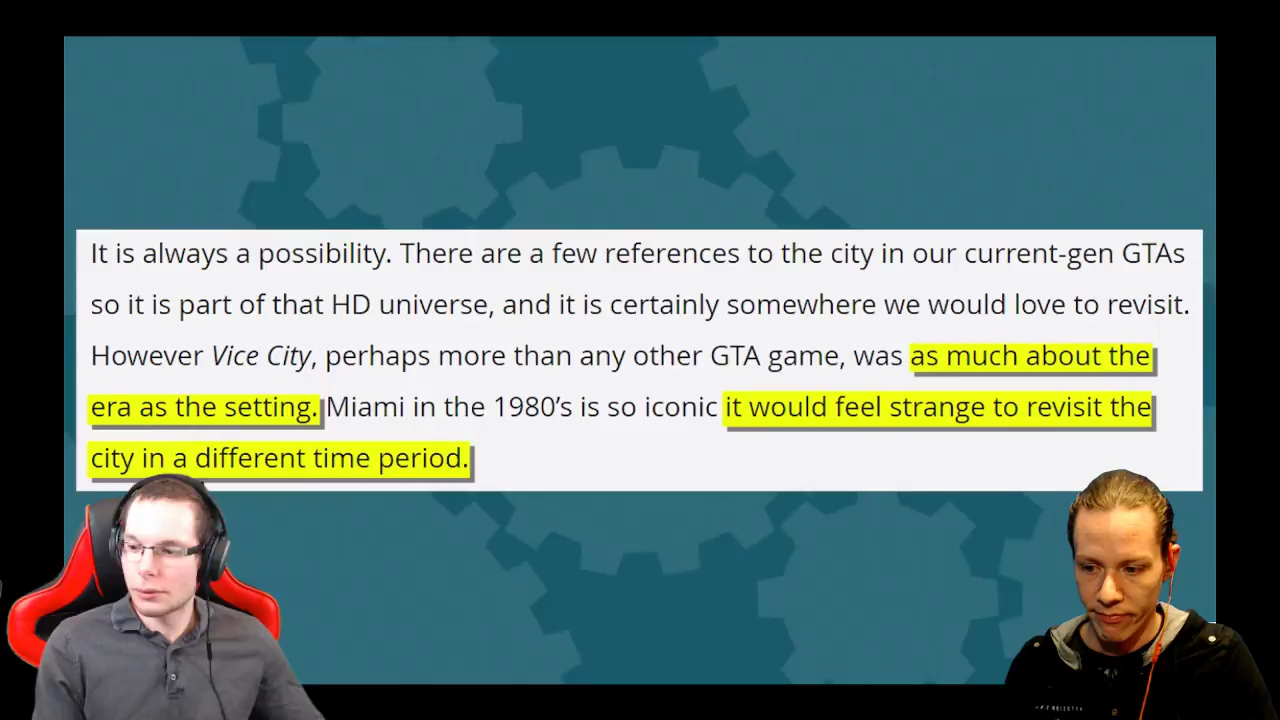 It is always a possibility. There are a few references to the city in our current-gen GTAs
so it is part of that HD universe, and it is certainly somewhere we would love to revisit.
However Vice City, perhaps more than any other GTA game, was as much about the
era as the setting. Miami in the 1980’s is so iconic it would feel strange to revisit the
city in a different time period.